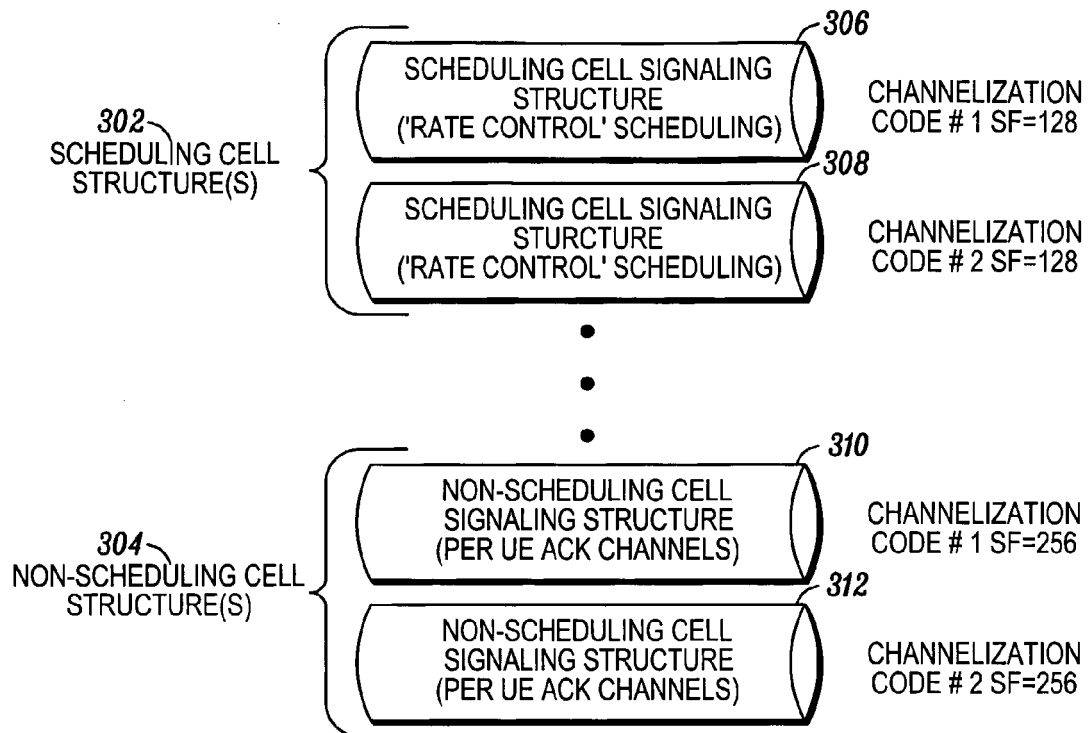 306
SCHEDULING CELL SIGNALING
STRUCTURE
('RATE CONTROL' SCHEDULING)
CHANNELIZATION
CODE # 1 SF=128
302
SCHEDULING CELL
STRUCTURE(S)
308
SCHEDULING CELL SIGNALING
STURCTURE
('RATE CONTROL' SCHEDULING)
CHANNELIZATION
CODE # 2 SF=128
310
NON-SCHEDULING CELL
SIGNALING STRUCTURE
(PER UE ACK CHANNELS)
CHANNELIZATION
CODE # 1 SF=256
304
NON-SCHEDULING CELL
STRUCTURE(S)
312
NON-SCHEDULING CELL
SIGNALING STRUCTURE
(PER UE ACK CHANNELS)
CHANNELIZATION
CODE # 2 SF=256